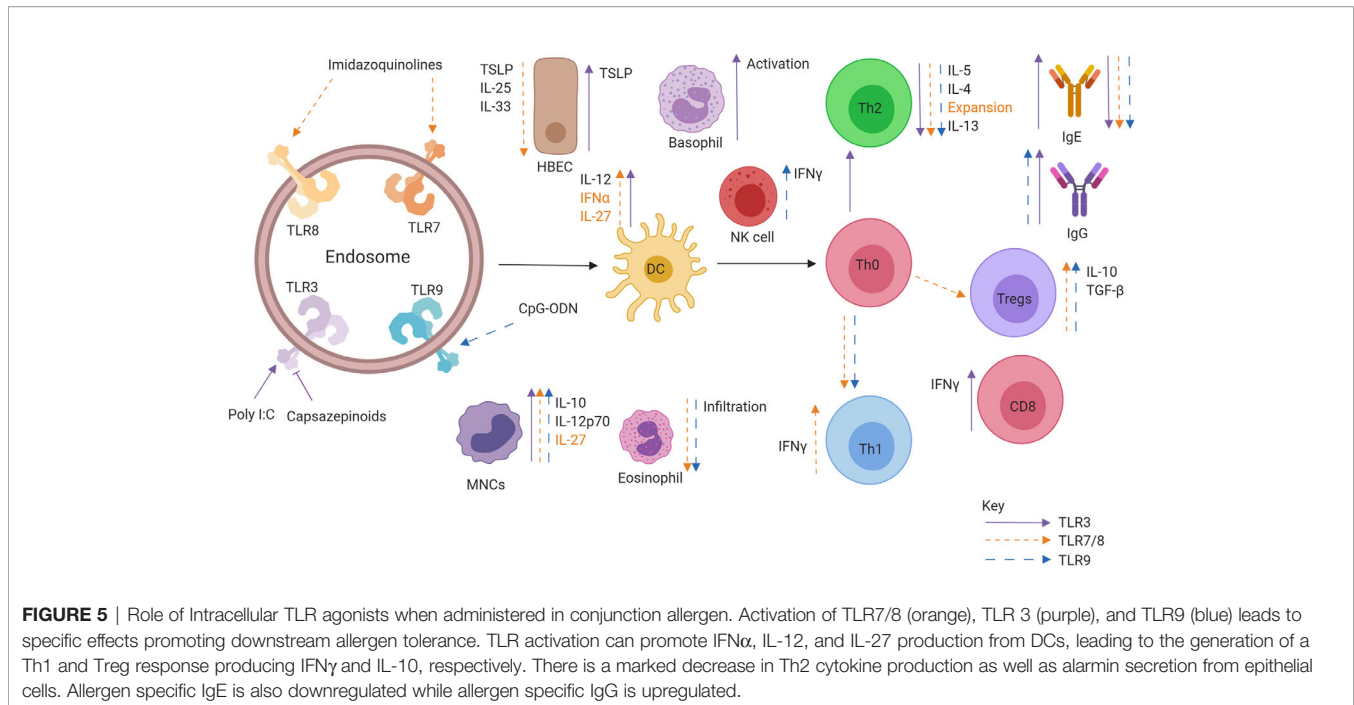 Imidazoquinolines
TLR8
TLR7
Endosome
TLR3
TLR9
CpG-ODN
Poly I:C
Capsazepinoids
TSLP
IL-25
IL-33
HBEC
TSLP
Basophil
Activation
IL-12
IFNα
IL-27
DC
NK cell
IFNγ
Th2
IL-5
IL-4
Expansion
IL-13
IgE
IgG
Th0
Tregs
IL-10
TGF-β
IFNγ
CD8
MNCs
IL-10
IL-12p70
IL-27
Eosinophil
Infiltration
IFNγ
Th1
Key
TLR3
TLR7/8
TLR9
FIGURE 5 | Role of Intracellular TLR agonists when administered in conjunction allergen. Activation of TLR7/8 (orange), TLR 3 (purple), and TLR9 (blue) leads to
specific effects promoting downstream allergen tolerance. TLR activation can promote IFNα, IL-12, and IL-27 production from DCs, leading to the generation of a
Th1 and Treg response producing IFNγ and IL-10, respectively. There is a marked decrease in Th2 cytokine production as well as alarmin secretion from epithelial
cells. Allergen specific IgE is also downregulated while allergen specific IgG is upregulated.